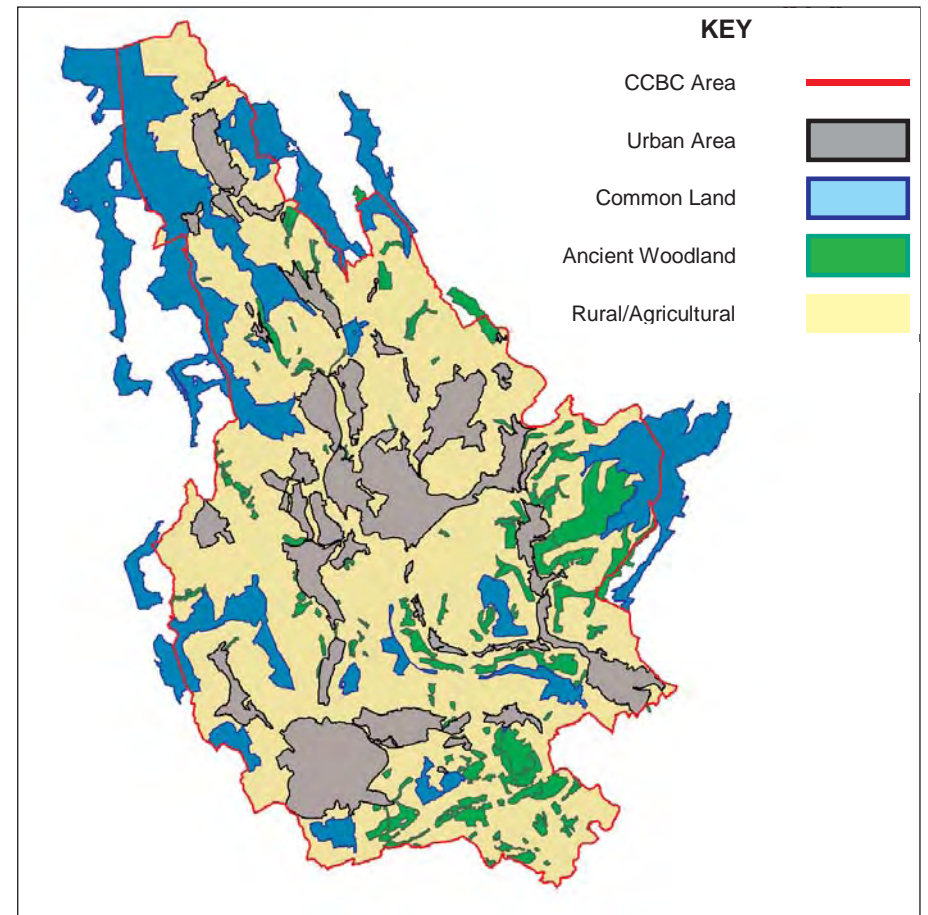 KEY
CCBC Area
Urban Area
Common Land
Ancient Woodland
Rural/Agricultural